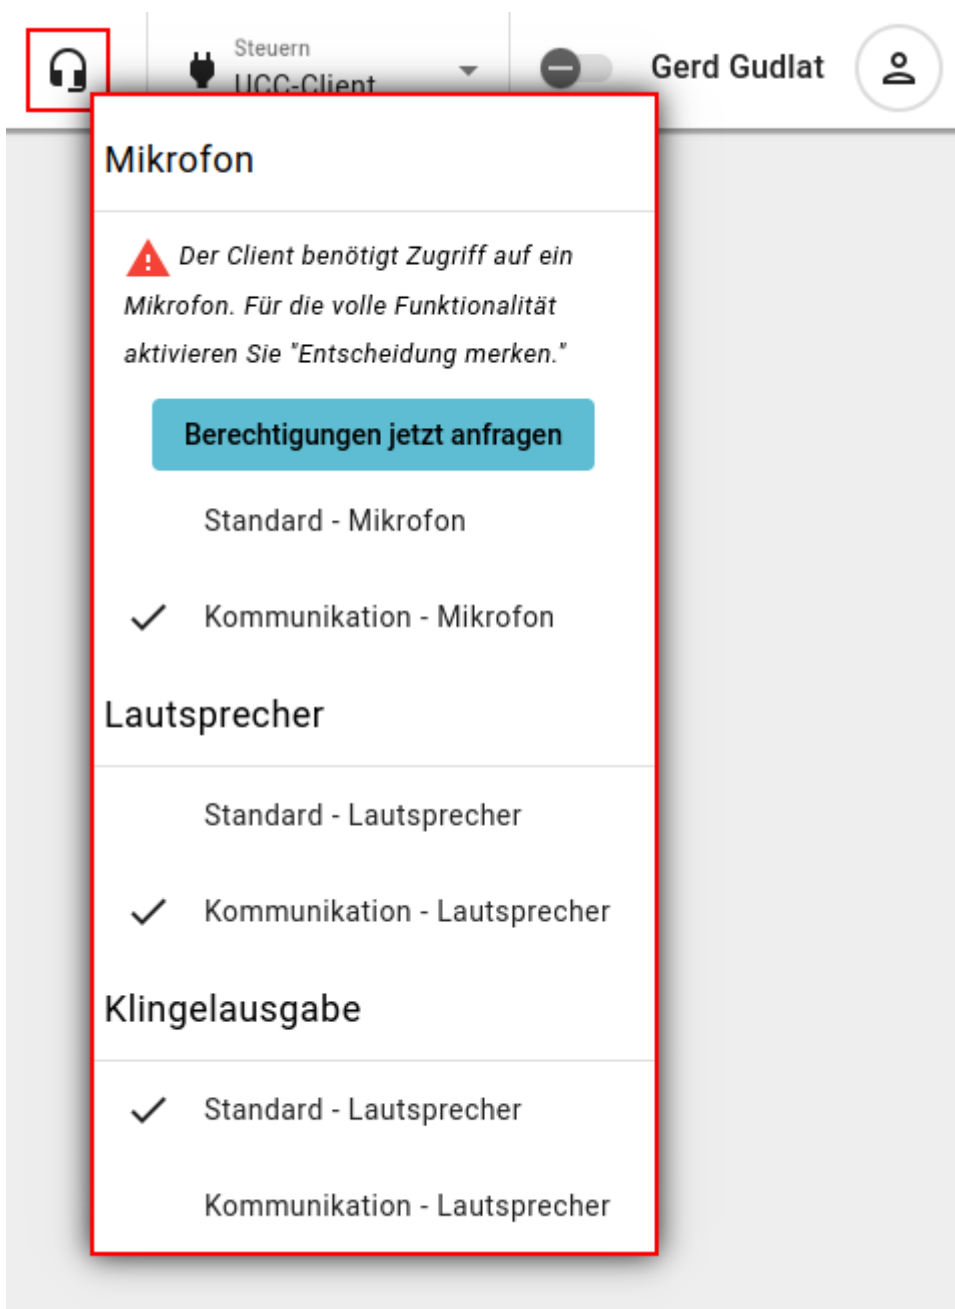 Steuern
UCC-Client
Gerd Gudlat
Mikrofon
Der Client benötigt Zugriff auf ein
Mikrofon. Für die volle Funktionalität
aktivieren Sie "Entscheidung merken."
Berechtigungen jetzt anfragen
Standard - Mikrofon
Kommunikation - Mikrofon
Lautsprecher
Standard - Lautsprecher
Kommunikation - Lautsprecher
Klingelausgabe
Standard - Lautsprecher
Kommunikation - Lautsprecher